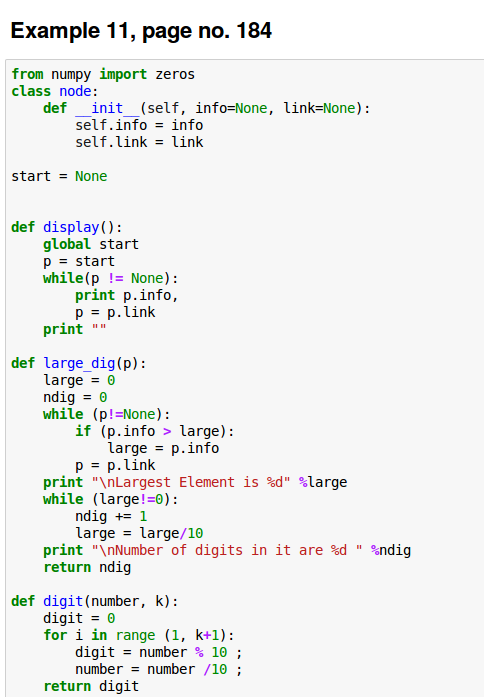 Example 11, page no. 184
from numpy import zeros
class node:
    def __init__(self, info=None, link=None):
        self.info = info
        self.link = link

start = None


def display():
    global start
    p = start
    while(p != None):
        print p.info,
        p = p.link
    print ""

def large_dig(p):
    large = 0
    ndig = 0
    while (p!=None):
        if (p.info > large):
            large = p.info
        p = p.link
    print "\nLargest Element is %d" %large
    while (large!=0):
        ndig += 1
        large = large/10
    print "\nNumber of digits in it are %d " %ndig
    return ndig

def digit(number, k):
    digit = 0
    for i in range (1, k+1):
        digit = number % 10 ;
        number = number /10 ;
    return digit